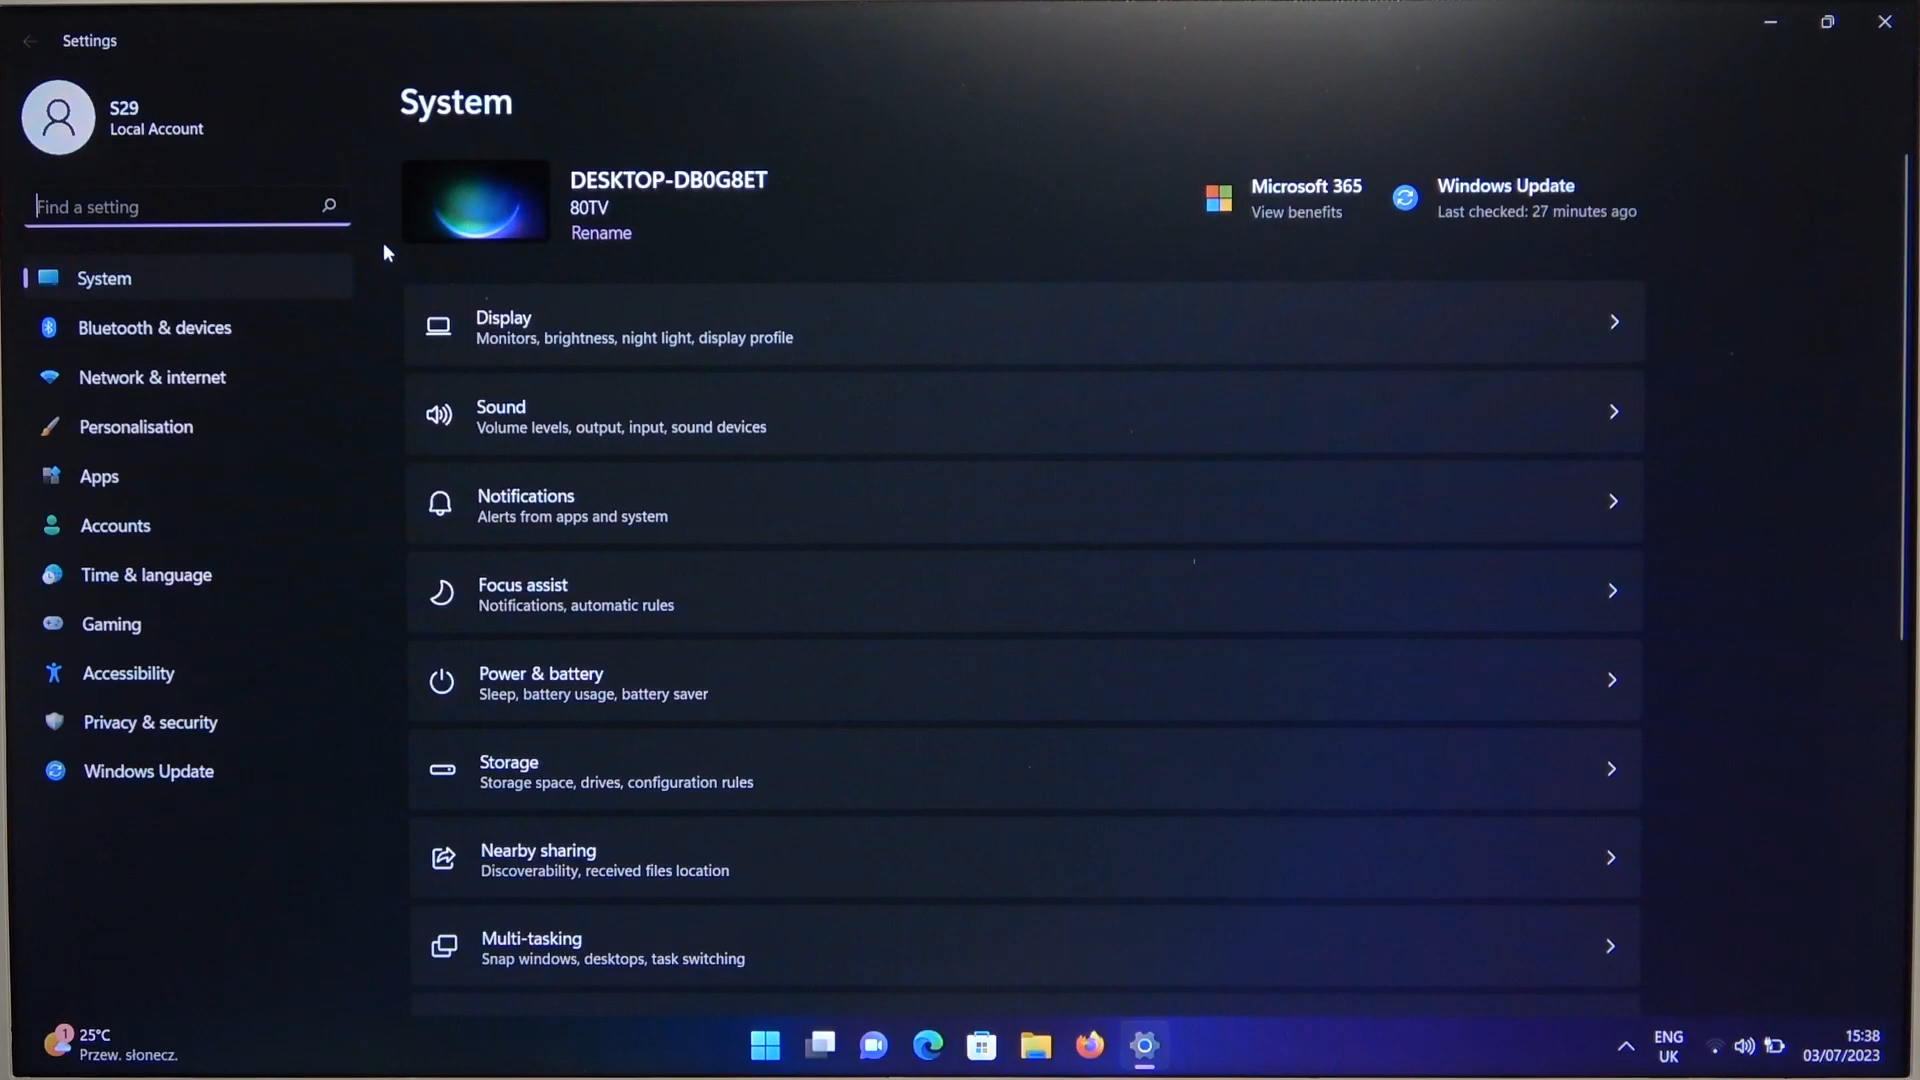 Settings
S29
Local Account
Find a setting
System
Bluetooth & devices
Network & internet
Personalisation
Apps
Accounts
Time & language
Gaming
Accessibility
Privacy & security
Windows Update
System
DESKTOP-DB0G8ET
80TV
Rename
Microsoft 365
View benefits
Windows Update
Last checked: 27 minutes ago
Display
Monitors, brightness, night light, display profile
Sound
Volume levels, output, input, sound devices
Notifications
Alerts from apps and system
Focus assist
Notifications, automatic rules
Power & battery
Sleep, battery usage, battery saver
Storage
Storage space, drives, configuration rules
Nearby sharing
Discoverability, received files location
Multi-tasking
Snap windows, desktops, task switching
1
25°C
Przew. słonecz.
ENG
UK
15:38
03/07/2023